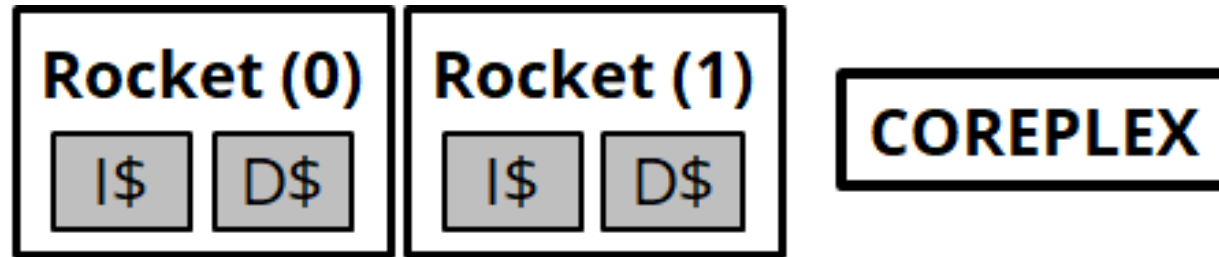 Rocket (0)
I$ D$
Rocket (1)
I$ D$
COREPLEX